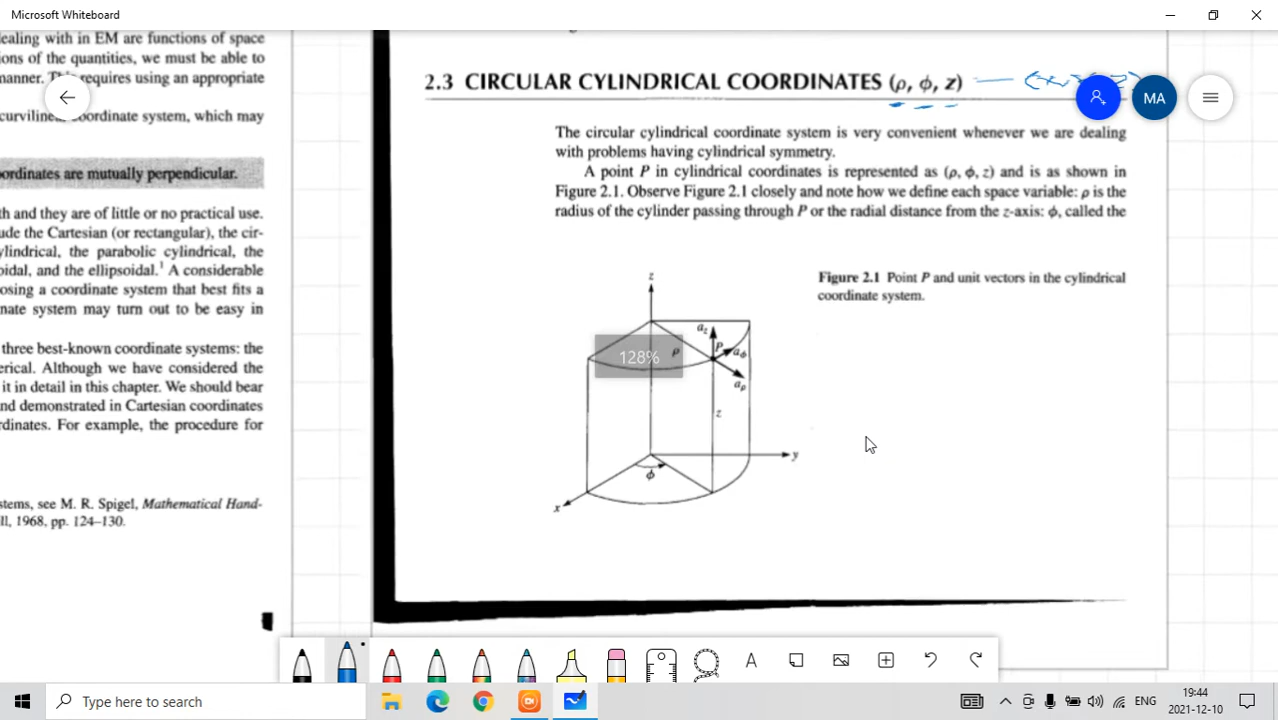 Microsoft Whiteboard
ealing with in EM are functions of space
ions of the quantities, we must be able to
requires using an appropriate
coordinate system, which may
oordinates are mutually perpendicular.
th and they are of little or no practical use.
ude the Cartesian (or rectangular), the cir-
ylindrical, the parabolic cylindrical, the
oidal, and the ellipsoidal.¹ A considerable
osing a coordinate system that best fits a
nate system may turn out to be easy in
three best-known coordinate systems: the
erical. Although we have considered the
it in detail in this chapter. We should bear
nd demonstrated in Cartesian coordinates
rdinates. For example, the procedure for
stems, see M. R. Spigel, Mathematical Hand-
ll, 1968, pp. 124–130.
2.3 CIRCULAR CYLINDRICAL COORDINATES (ρ, ϕ, z)
MA
The circular cylindrical coordinate system is very convenient whenever we are dealing
with problems having cylindrical symmetry.
A point P in cylindrical coordinates is represented as (ρ, ϕ, z) and is as shown in
Figure 2.1. Observe Figure 2.1 closely and note how we define each space variable: ρ is the
radius of the cylinder passing through P or the radial distance from the z-axis: ϕ, called the
Figure 2.1 Point P and unit vectors in the cylindrical
coordinate system.
z
a_z
P
a_ϕ
ρ
a_ρ
128%
z
y
ϕ
x
A
Type here to search
ENG
19:44
2021-12-10